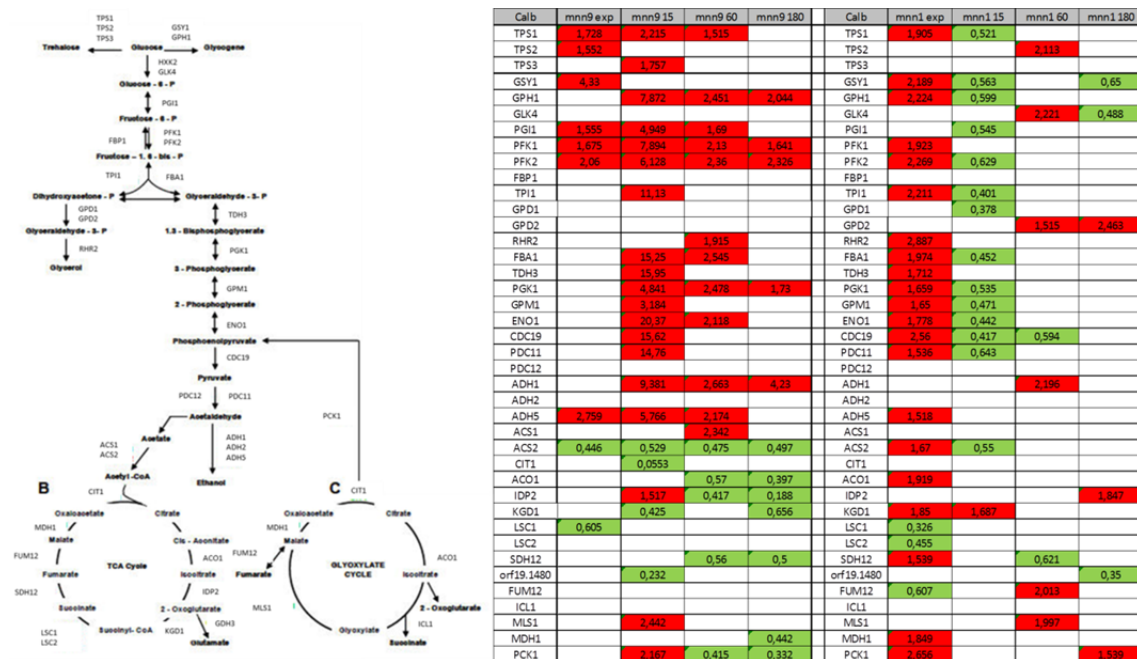 TPS1
TPS2
TPS3
GSY1
GPH1
Trehalose
Glucose
Glycogene
HXK2
GLK4
Glucose - 6 - P
PGI1
Fructose - 6 - P
FBP1
PFK1
PFK2
Fructose - 1, 6 - bis - P
TPI1
FBA1
Dihydroxyacetone - P
Glyceraldehyde - 3- P
GPD1
GPD2
TDH3
Glyceraldehyde - 3- P
1.3 - Bisphosphoglyserate
RHR2
PGK1
Glyserol
3 - Phosphoglyserate
GPM1
2 - Phosphoglyserate
ENO1
Phosphoenolpyruvate
CDC19
Pyruvate
PDC12
PDC11
Acetaldehyde
PCK1
Acetate
ACS1
ACS2
ADH1
ADH2
ADH5
Acetyl -CoA
Ethanol
B
CIT1
C
CIT1
Oxaloacetate
Citrate
MDH1
Malate
Cis - Aconitate
FUM12
ACO1
TCA Cycle
Fumarate
Isocitrate
SDH12
IDP2
Succinate
2 - Oxoglutarate
LSC1
LSC2
Succinyl- CoA
KGD1
GDH3
Glutamate
Oxaloacetate
Citrate
MDH1
Malate
FUM12
ACO1
Fumarate
GLYOXYLATE
CYCLE
Isocitrate
MLS1
2 - Oxoglutarate
ICL1
Glyoxylate
Succinate
Calb mnn9 exp mnn9 15 mnn9 60 mnn9 180
TPS1 1,728 2,215 1,515
TPS2 1,552
TPS3 1,757
GSY1 4,33
GPH1 7,872 2,451 2,044
GLK4
PGI1 1,555 4,949 1,69
PFK1 1,675 7,894 2,13 1,641
PFK2 2,06 6,128 2,36 2,326
FBP1
TPI1 11,13
GPD1
GPD2
RHR2 1,915
FBA1 15,25 2,545
TDH3 15,95
PGK1 4,841 2,478 1,73
GPM1 3,184
ENO1 20,37 2,118
CDC19 15,62
PDC11 14,76
PDC12
ADH1 9,381 2,663 4,23
ADH2
ADH5 2,759 5,766 2,174
ACS1 2,342
ACS2 0,446 0,529 0,475 0,497
CIT1 0,0553
ACO1 0,57 0,397
IDP2 1,517 0,417 0,188
KGD1 0,425 0,656
LSC1 0,605
LSC2
SDH12 0,56 0,5
orf19.1480 0,232
FUM12
ICL1
MLS1 2,442
MDH1 0,442
PCK1 2,167 0,415 0,332
Calb mnn1 exp mnn1 15 mnn1 60 mnn1 180
TPS1 1,905 0,521
TPS2 2,113
TPS3
GSY1 2,189 0,563 0,65
GPH1 2,224 0,599
GLK4 2,221 0,488
PGI1 0,545
PFK1 1,923
PFK2 2,269 0,629
FBP1
TPI1 2,211 0,401
GPD1 0,378
GPD2 1,515 2,463
RHR2 2,887
FBA1 1,974 0,452
TDH3 1,712
PGK1 1,659 0,535
GPM1 1,65 0,471
ENO1 1,778 0,442
CDC19 2,56 0,417 0,594
PDC11 1,536 0,643
PDC12
ADH1 2,196
ADH2
ADH5 1,518
ACS1
ACS2 1,67 0,55
CIT1
ACO1 1,919
IDP2 1,847
KGD1 1,85 1,687
LSC1 0,326
LSC2 0,455
SDH12 1,539 0,621
orf19.1480 0,35
FUM12 0,607 2,013
ICL1
MLS1 1,997
MDH1 1,849
PCK1 2,656 1,539